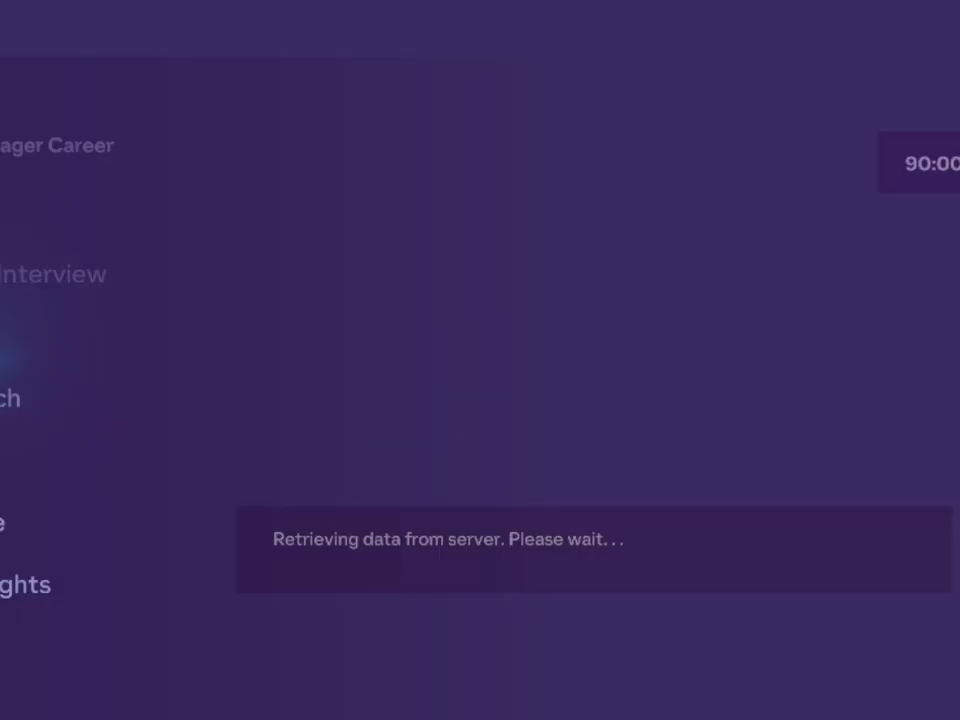 ager Career
90:00
Interview
ch
Retrieving data from server. Please wait...
e
ghts